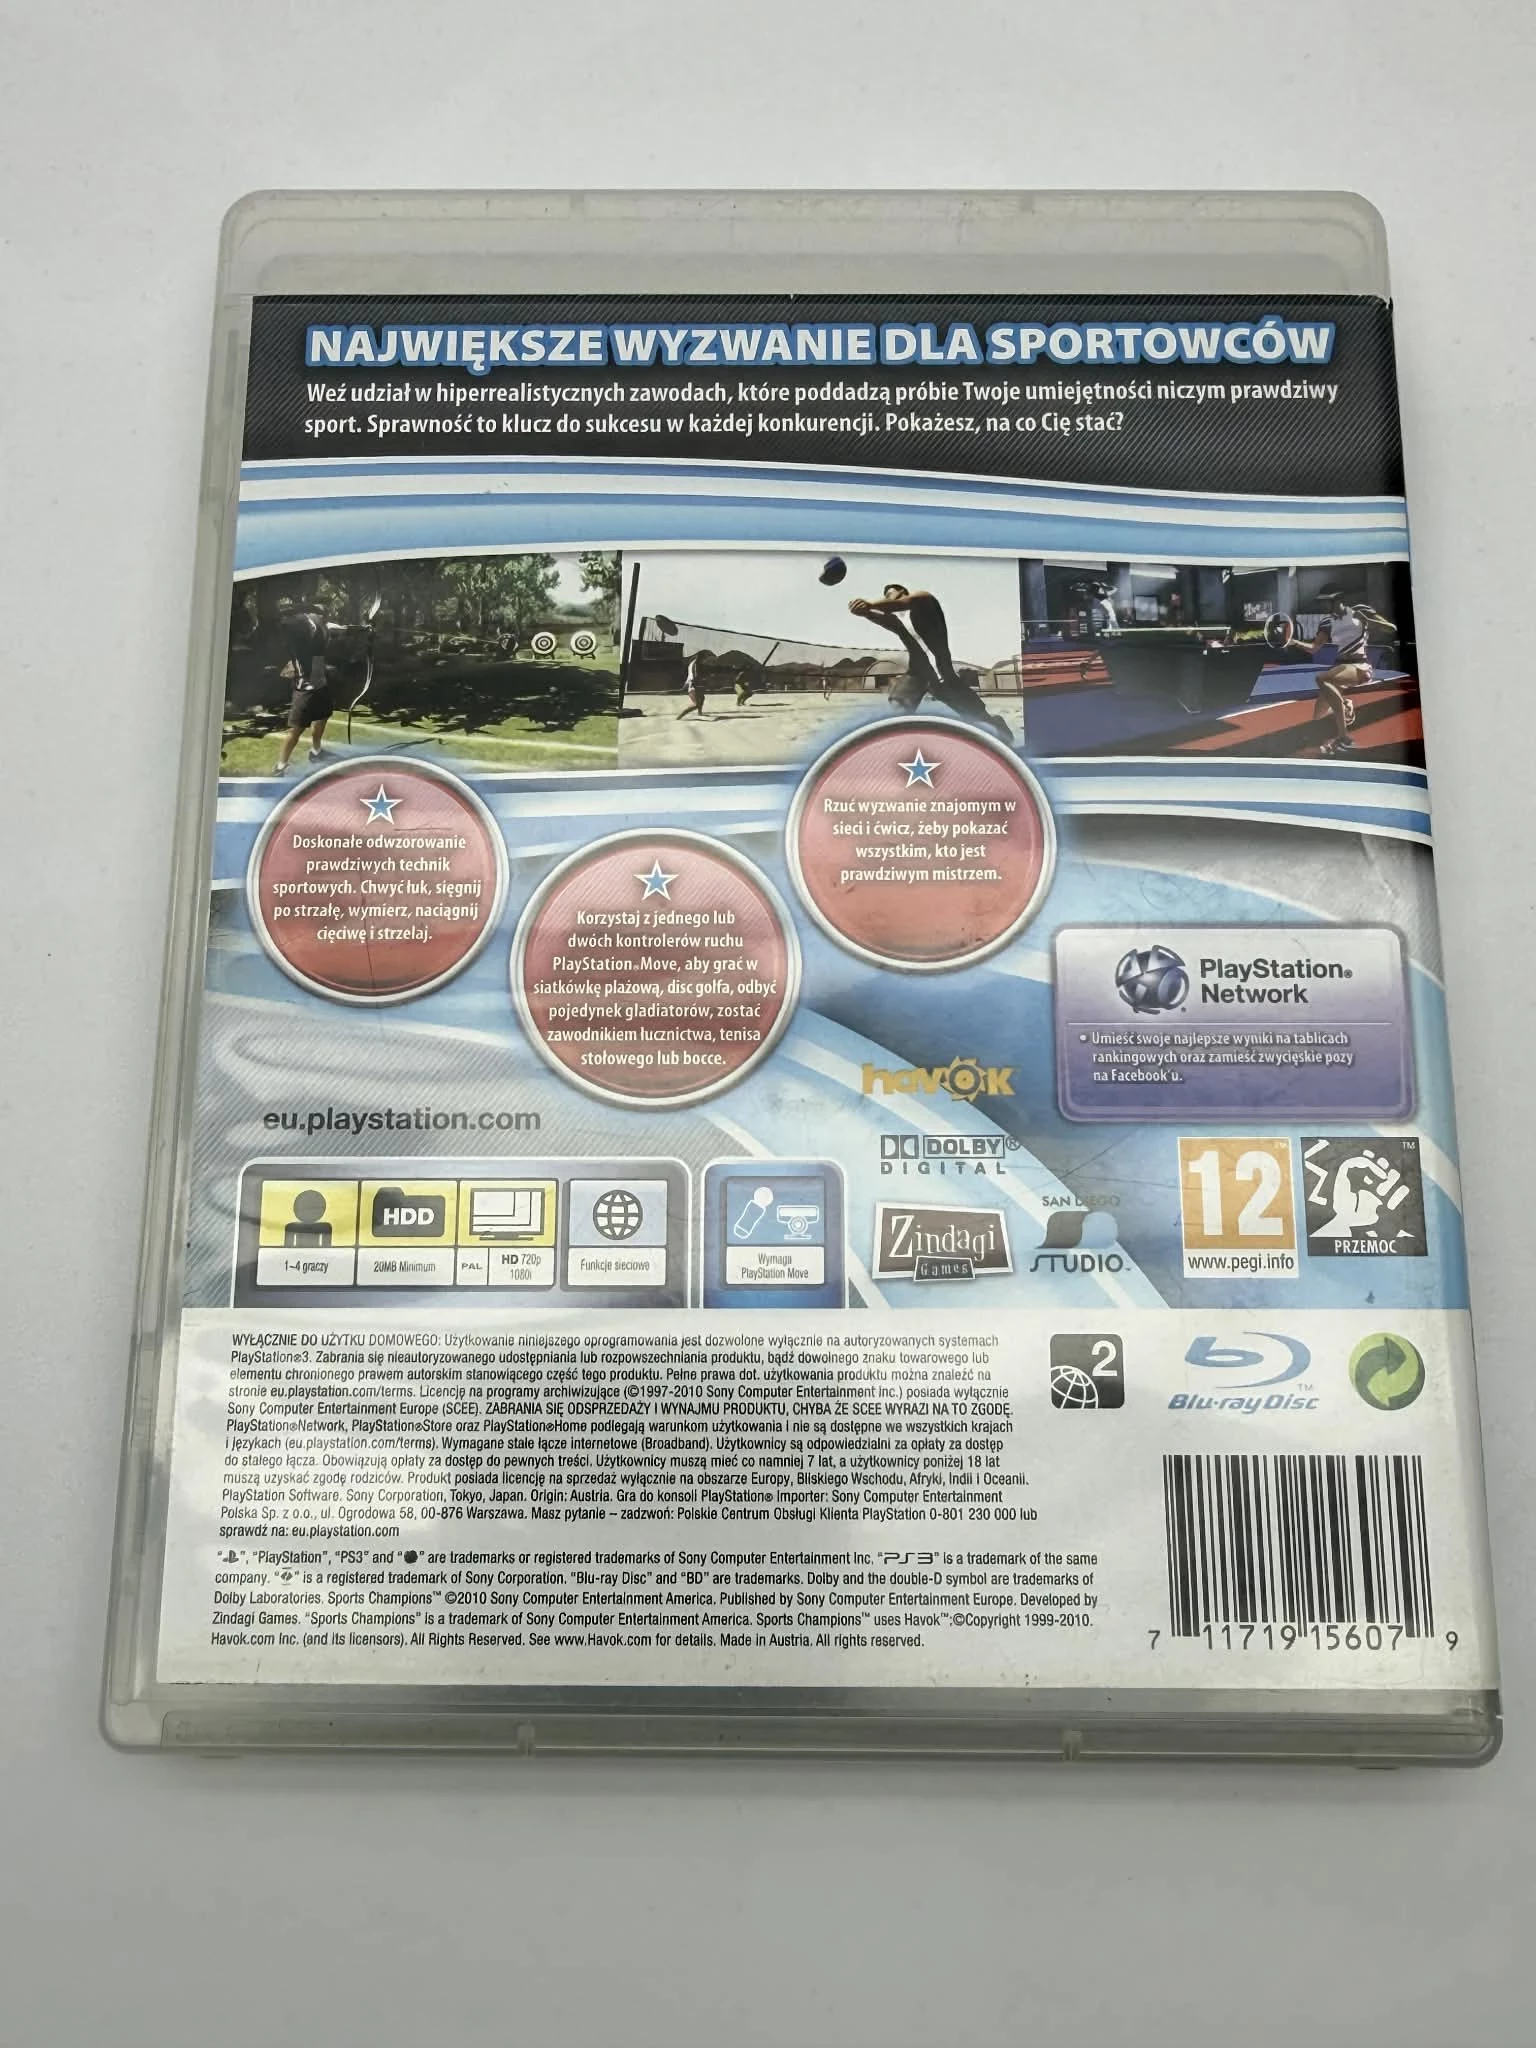 NAJWIĘKSZE WYZWANIE DLA SPORTOWCÓW
Weź udział w hiperrealistycznych zawodach, które poddadzą próbie Twoje umiejętności niczym prawdziwy
sport. Sprawność to klucz do sukcesu w każdej konkurencji. Pokażesz, na co Cię stać?
Doskonałe odwzorowanie
prawdziwych technik
sportowych. Chwyć łuk, sięgnij
po strzałę, wymierz, naciągnij
cięciwę i strzelaj.
Korzystaj z jednego lub
dwóch kontrolerów ruchu
PlayStation®Move, aby grać w
siatkówkę plażową, disc golfa, odbyć
pojedynek gladiatorów, zostać
zawodnikiem łucznictwa, tenisa
stołowego lub bocce.
Rzuć wyzwanie znajomym w
sieci i ćwicz, żeby pokazać
wszystkim, kto jest
prawdziwym mistrzem.
PlayStation®
Network
• Umieść swoje najlepsze wyniki na tablicach
rankingowych oraz zamieść zwycięskie pozy
na Facebook'u.
eu.playstation.com
havok
DOLBY®
DIGITAL
Zindagi
Games
SAN DIEGO
STUDIO™
12
www.pegi.info
PRZEMOC
HDD
1-4 graczy
20MB Minimum
PAL
HD 720p
1080i
Funkcje sieciowe
Wymaga
PlayStation Move
WYŁĄCZNIE DO UŻYTKU DOMOWEGO: Użytkowanie niniejszego oprogramowania jest dozwolone wyłącznie na autoryzowanych systemach
PlayStation®3. Zabrania się nieautoryzowanego udostępniania lub rozpowszechniania produktu, bądź dowolnego znaku towarowego lub
elementu chronionego prawem autorskim stanowiącego część tego produktu. Pełne prawa dot. użytkowania produktu można znaleźć na
stronie eu.playstation.com/terms. Licencję na programy archiwizujące (©1997-2010 Sony Computer Entertainment Inc.) posiada wyłącznie
Sony Computer Entertainment Europe (SCEE). ZABRANIA SIĘ ODSPRZEDAŻY I WYNAJMU PRODUKTU, CHYBA ŻE SCEE WYRAZI NA TO ZGODĘ.
PlayStation®Network, PlayStation®Store oraz PlayStation®Home podlegają warunkom użytkowania i nie są dostępne we wszystkich krajach
i językach (eu.playstation.com/terms). Wymagane stałe łącze internetowe (Broadband). Użytkownicy są odpowiedzialni za opłaty za dostęp
do stałego łącza. Obowiązują opłaty za dostęp do pewnych treści. Użytkownicy muszą mieć co namniej 7 lat, a użytkownicy poniżej 18 lat
muszą uzyskać zgodę rodziców. Produkt posiada licencję na sprzedaż wyłącznie na obszarze Europy, Bliskiego Wschodu, Afryki, Indii i Oceanii.
PlayStation Software. Sony Corporation, Tokyo, Japan. Origin: Austria. Gra do konsoli PlayStation® Importer: Sony Computer Entertainment
Polska Sp. z o.o., ul. Ogrodowa 58, 00-876 Warszawa. Masz pytanie – zadzwoń: Polskie Centrum Obsługi Klienta PlayStation 0-801 230 000 lub
sprawdź na: eu.playstation.com
2
Blu-ray Disc™
" ", "PlayStation", "PS3" and " " are trademarks or registered trademarks of Sony Computer Entertainment Inc. "PS3" is a trademark of the same
company. " " is a registered trademark of Sony Corporation. "Blu-ray Disc" and "BD" are trademarks. Dolby and the double-D symbol are trademarks of
Dolby Laboratories. Sports Champions™ ©2010 Sony Computer Entertainment America. Published by Sony Computer Entertainment Europe. Developed by
Zindagi Games. "Sports Champions" is a trademark of Sony Computer Entertainment America. Sports Champions™ uses Havok™:©Copyright 1999-2010.
Havok.com Inc. (and its licensors). All Rights Reserved. See www.Havok.com for details. Made in Austria. All rights reserved.
7 11719 15607 9